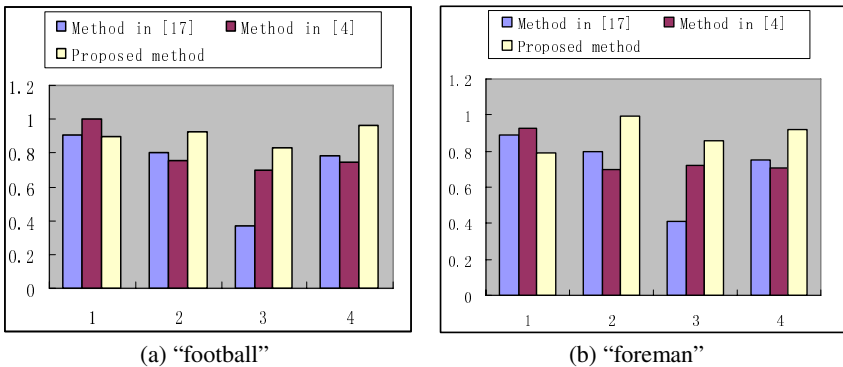 Method in [17] Method in [4]
Proposed method
1.2
1
0.8
0.6
0.4
0.2
0
1 2 3 4
(a) “football”
Method in [17] Method in [4]
Proposed method
1.2
1
0.8
0.6
0.4
0.2
0
1 2 3 4
(b) “foreman”